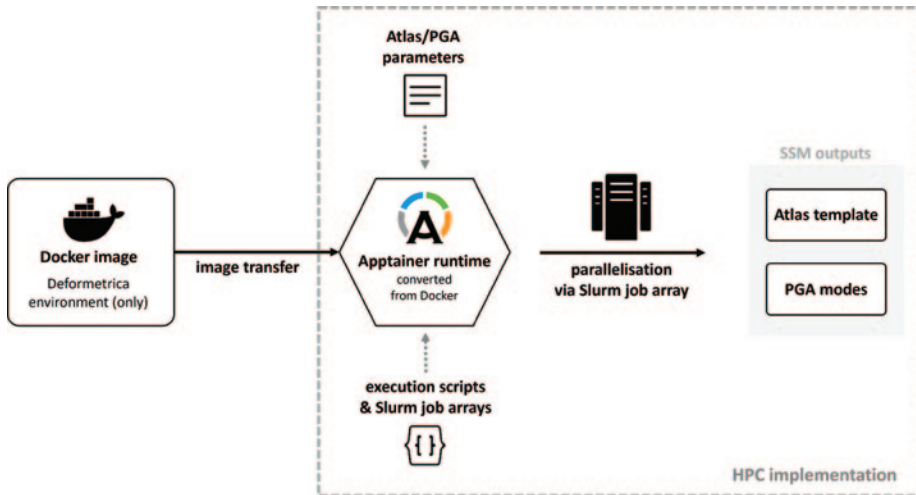 Atlas/PGA
parameters
SSM outputs
Docker image
Deformetrica
environment (only)
image transfer
Apptainer runtime
converted
from Docker
parallelisation
via Slurm job array
Atlas template
PGA modes
execution scripts
& Slurm job arrays
{ }
HPC implementation